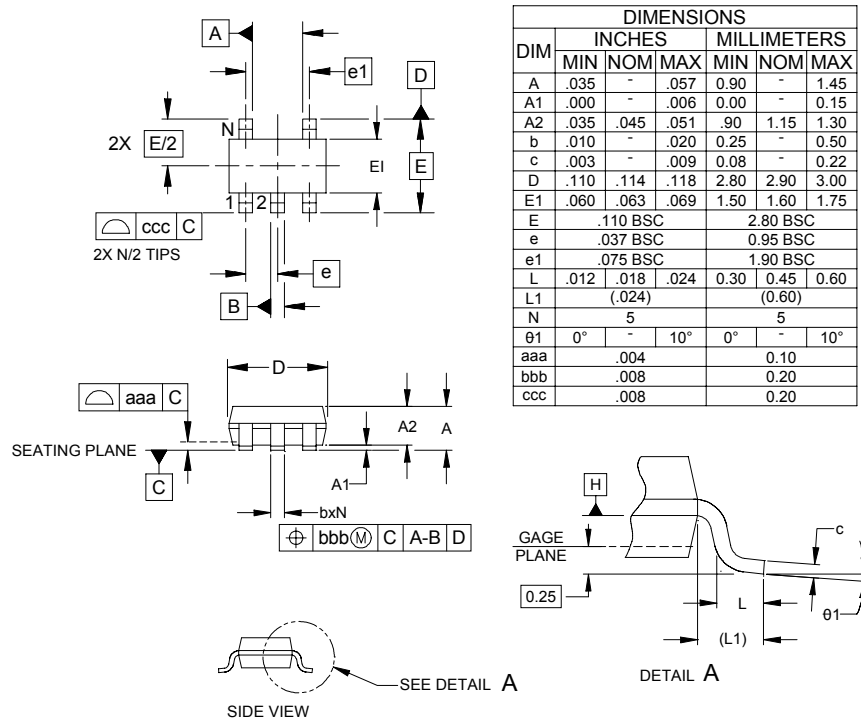 A
e1
D
N
2X E/2
EI
E
1 2
ccc C
2X N/2 TIPS
e
B
DIMENSIONS
DIM INCHES MILLIMETERS
MIN NOM MAX MIN NOM MAX
A .035 - .057 0.90 - 1.45
A1 .000 - .006 0.00 - 0.15
A2 .035 .045 .051 .90 1.15 1.30
b .010 - .020 0.25 - 0.50
c .003 - .009 0.08 - 0.22
D .110 .114 .118 2.80 2.90 3.00
E1 .060 .063 .069 1.50 1.60 1.75
E .110 BSC 2.80 BSC
e .037 BSC 0.95 BSC
e1 .075 BSC 1.90 BSC
L .012 .018 .024 0.30 0.45 0.60
L1 (.024) (0.60)
N 5 5
θ1 0° - 10° 0° - 10°
aaa .004 0.10
bbb .008 0.20
ccc .008 0.20
D
aaa C
A2 A
SEATING PLANE
C
A1
bxN
⌖ bbbⓂ C A-B D
H
GAGE
PLANE
c
0.25
L
θ1
(L1)
DETAIL A
SEE DETAIL A
SIDE VIEW